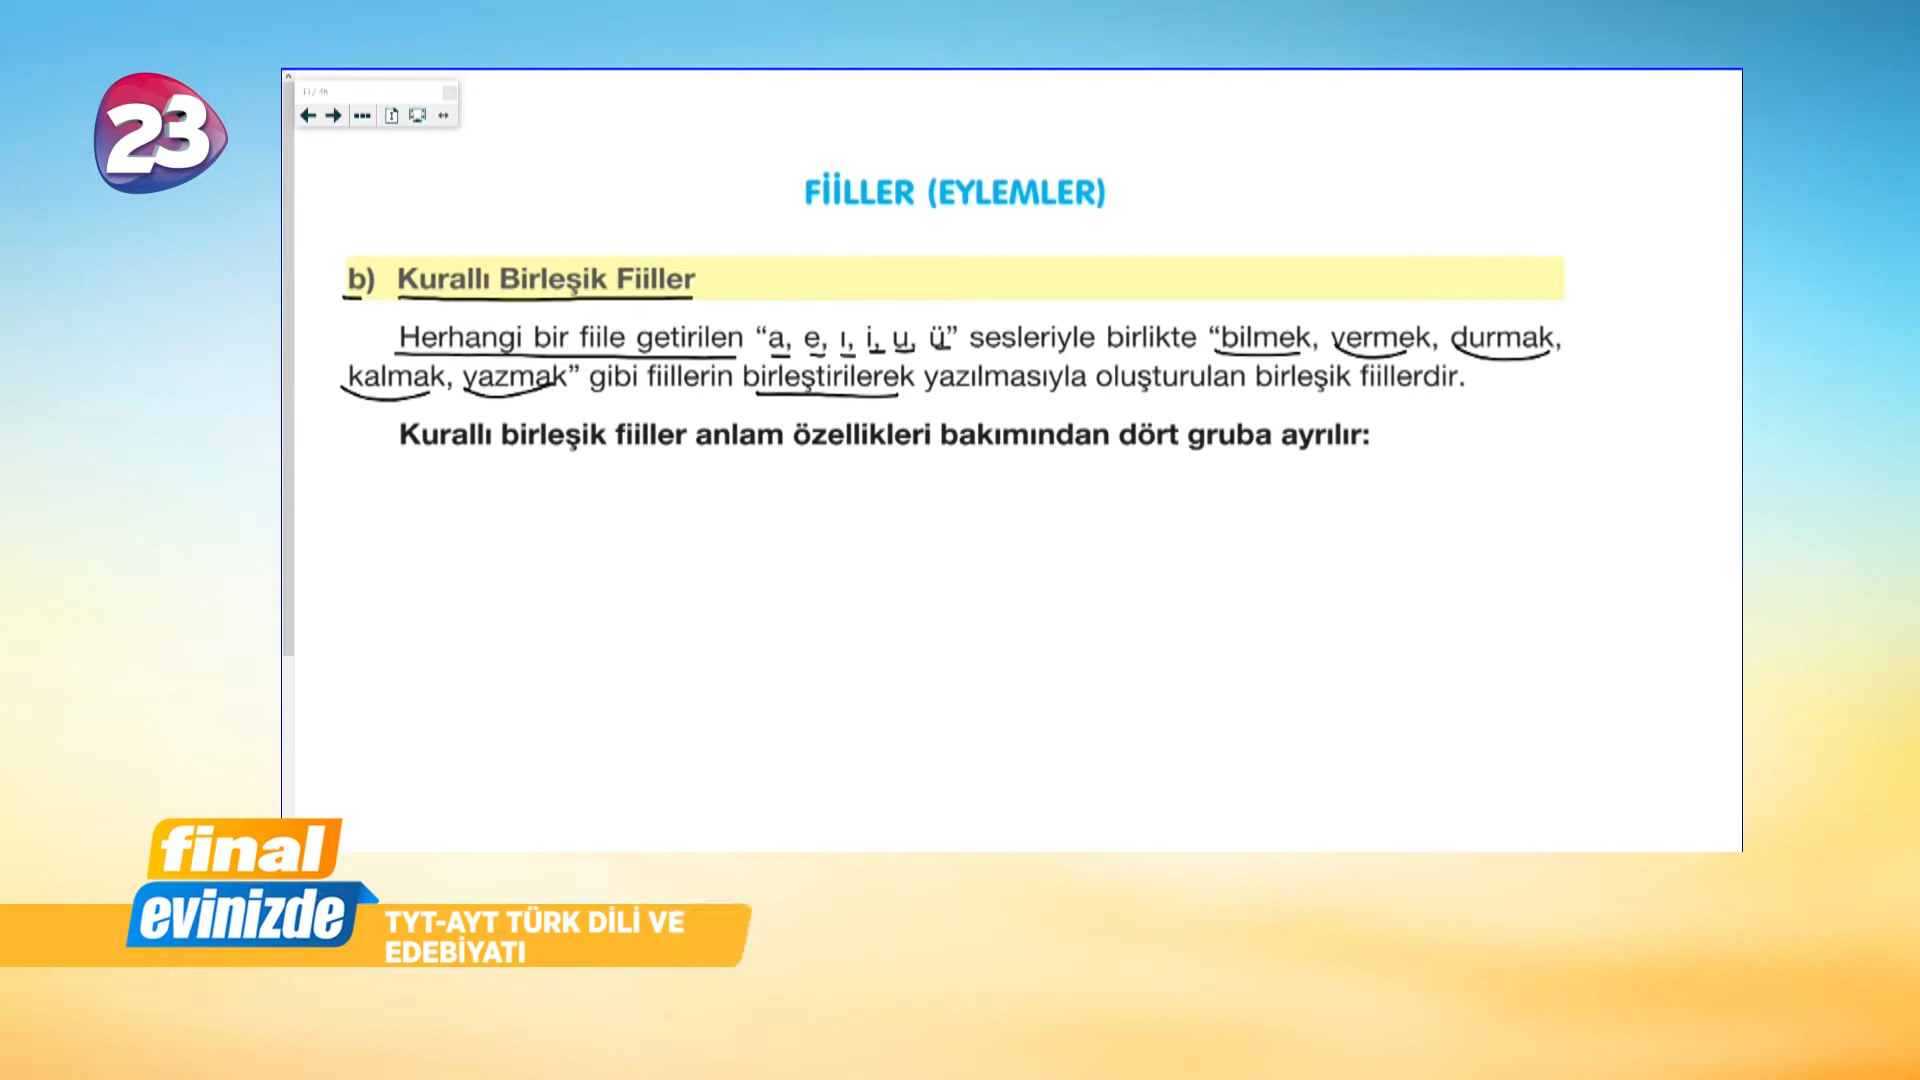 23
11/48
FİİLLER (EYLEMLER)
b) Kurallı Birleşik Fiiller
Herhangi bir fiile getirilen “a, e, ı, i, u, ü” sesleriyle birlikte “bilmek, vermek, durmak,
kalmak, yazmak” gibi fiillerin birleştirilerek yazılmasıyla oluşturulan birleşik fiillerdir.
Kurallı birleşik fiiller anlam özellikleri bakımından dört gruba ayrılır:
final
evinizde
TYT-AYT TÜRK DİLİ VE
EDEBİYATI